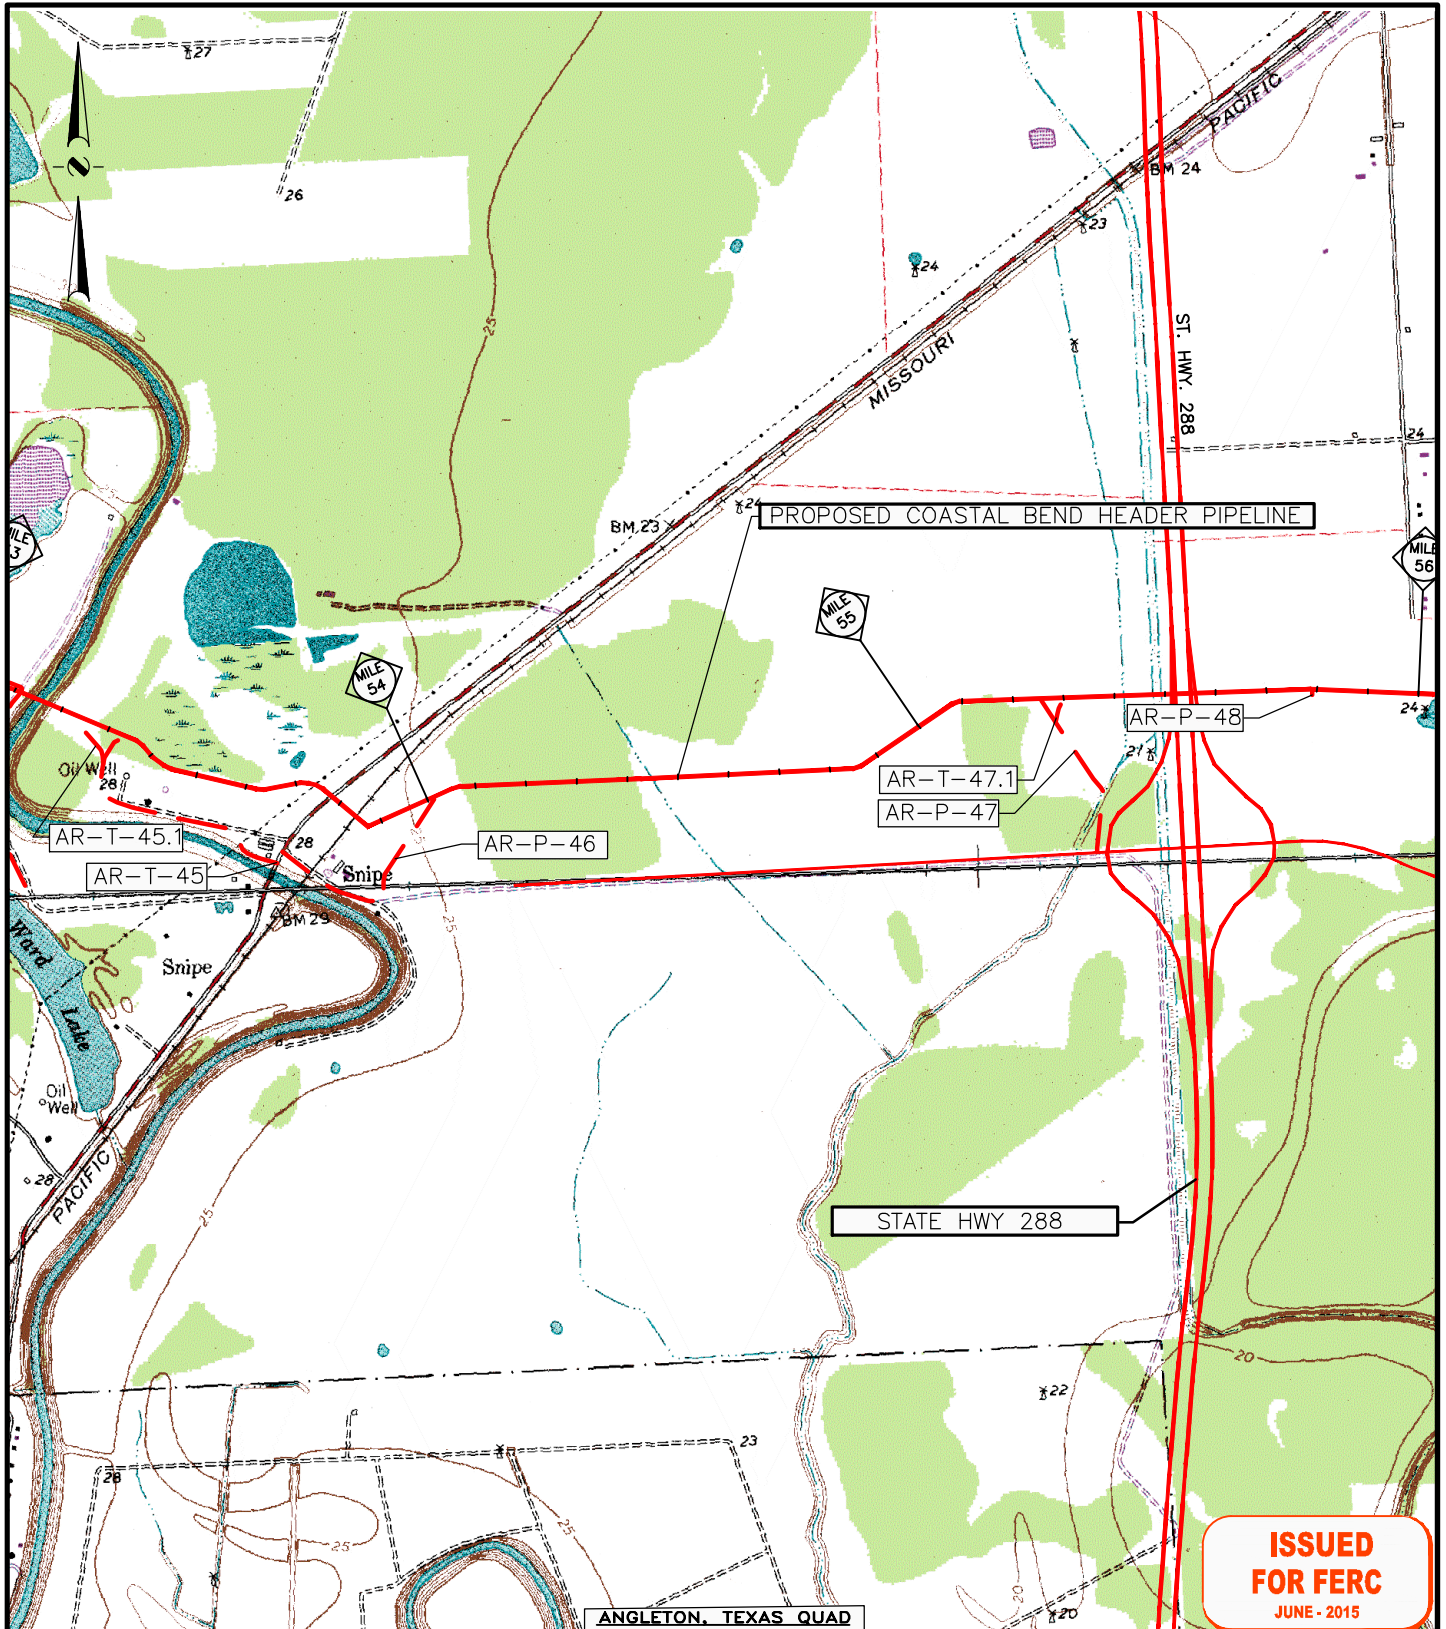 27
26
PACIFIC
BM 24
23
24
25
ST. HWY. 288
MISSOURI
24
BM 23
24
PROPOSED COASTAL BEND HEADER PIPELINE
MILE
55
MILE
56
MILE
54
AR-P-48
24
21
Oil Well
28
AR-T-47.1
AR-P-47
AR-T-45.1
28
AR-P-46
AR-T-45
Snipe
BM 29
25
Ward
Lake
Snipe
Oil
Well
28
PACIFIC
25
STATE HWY 288
20
22
23
28
25
25
20
20
ANGLETON, TEXAS QUAD
ISSUED
FOR FERC
JUNE - 2015